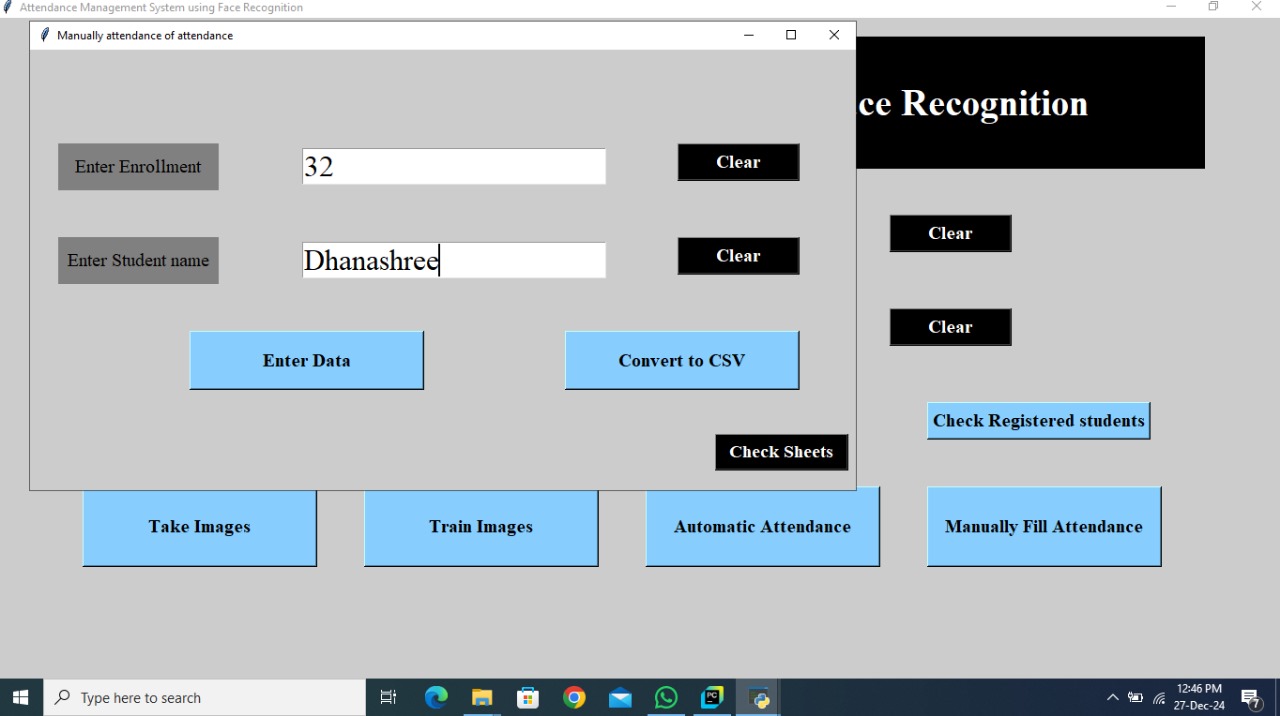 Attendance Management System using Face Recognition
Manually attendance of attendance
ce Recognition
Enter Enrollment
32
Clear
Clear
Enter Student name
Dhanashree
Clear
Clear
Enter Data
Convert to CSV
Check Registered students
Check Sheets
Take Images
Train Images
Automatic Attendance
Manually Fill Attendance
Type here to search
PC
12:46 PM
27-Dec-24
7